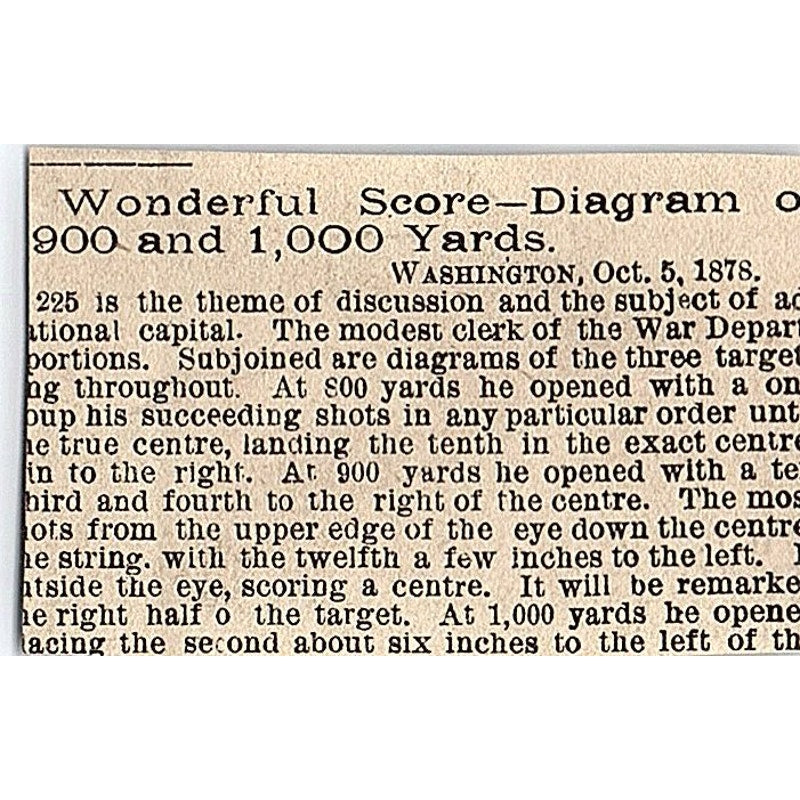 Wonderful Score—Diagram o
900 and 1,000 Yards.
WASHINGTON, Oct. 5, 1878.
225 is the theme of discussion and the subject of ad
ational capital. The modest clerk of the War Depart
portions. Subjoined are diagrams of the three target
ng throughout. At 800 yards he opened with a on
oup his succeeding shots in any particular order unt
he true centre, landing the tenth in the exact centre
in to the right. At 900 yards he opened with a te
hird and fourth to the right of the centre. The mos
ots from the upper edge of the eye down the centre
he string. with the twelfth a few inches to the left. I
utside the eye, scoring a centre. It will be remarke
he right half o the target. At 1,000 yards he opene
lacing the second about six inches to the left of th